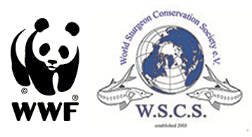 ©
WWF®
World Sturgeon Conservation Society e.V.
W.S.C.S.
established 2003